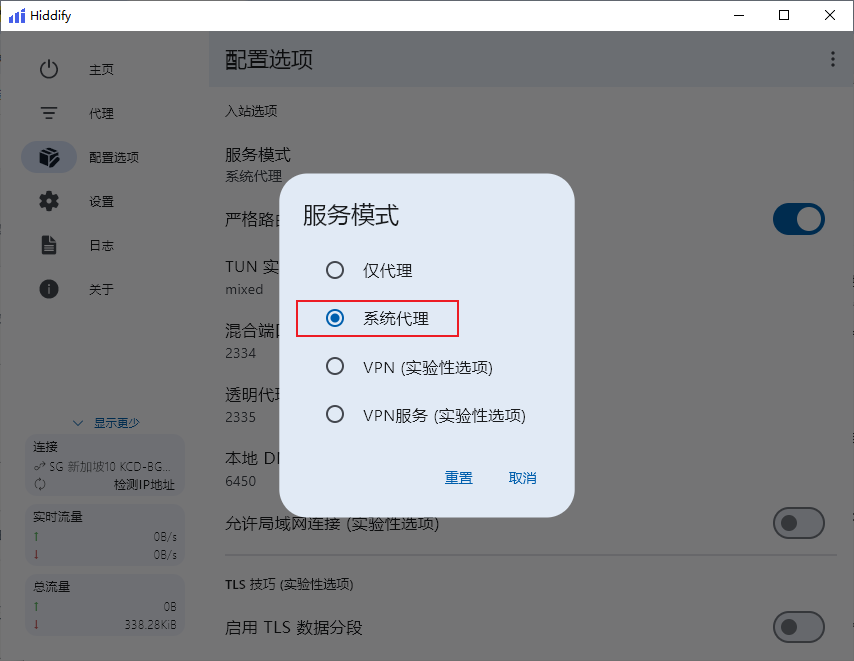 Hiddify
主页
代理
配置选项
设置
日志
关于
显示更少
连接
SG 新加坡10 KCD-BG...
检测IP地址
实时流量
↑ 0B/s
↓ 0B/s
总流量
↑ 0B
↓ 338.28KiB
配置选项
入站选项
服务模式
系统代理
严格路由
TUN 实
mixed
混合端口
2334
透明代理
2335
本地 D
6450
允许局域网连接 (实验性选项)
TLS 技巧 (实验性选项)
启用 TLS 数据分段
服务模式
仅代理
系统代理
VPN (实验性选项)
VPN服务 (实验性选项)
重置 取消